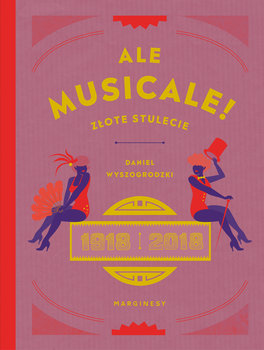 ALE
MUSICALE!
ZŁOTE STULECIE
DANIEL
WYSZOGRODZKI
1918 2018
MARGINESY